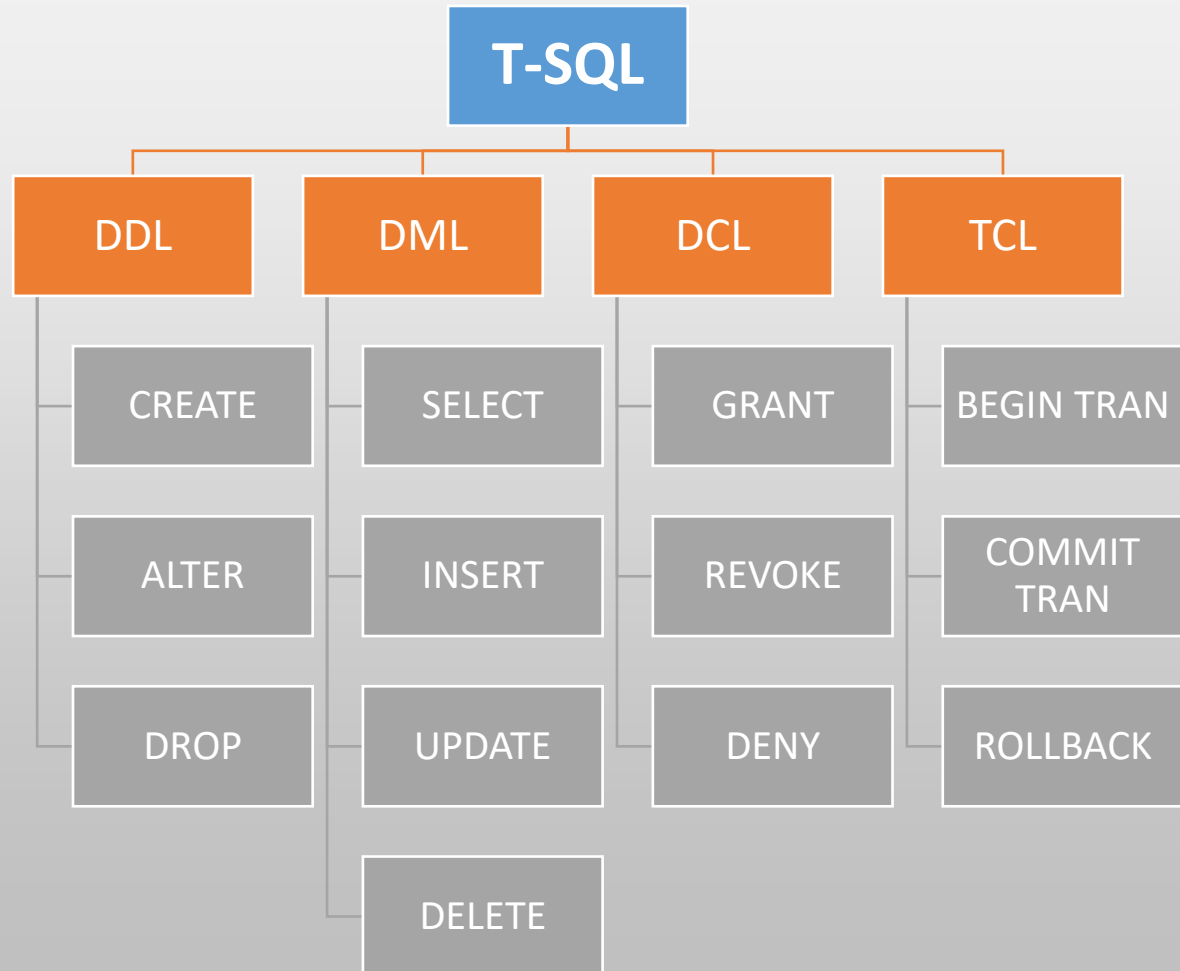 T-SQL
DDL
DML
DCL
TCL
CREATE
SELECT
GRANT
BEGIN TRAN
ALTER
INSERT
REVOKE
COMMIT
TRAN
DROP
UPDATE
DENY
ROLLBACK
DELETE